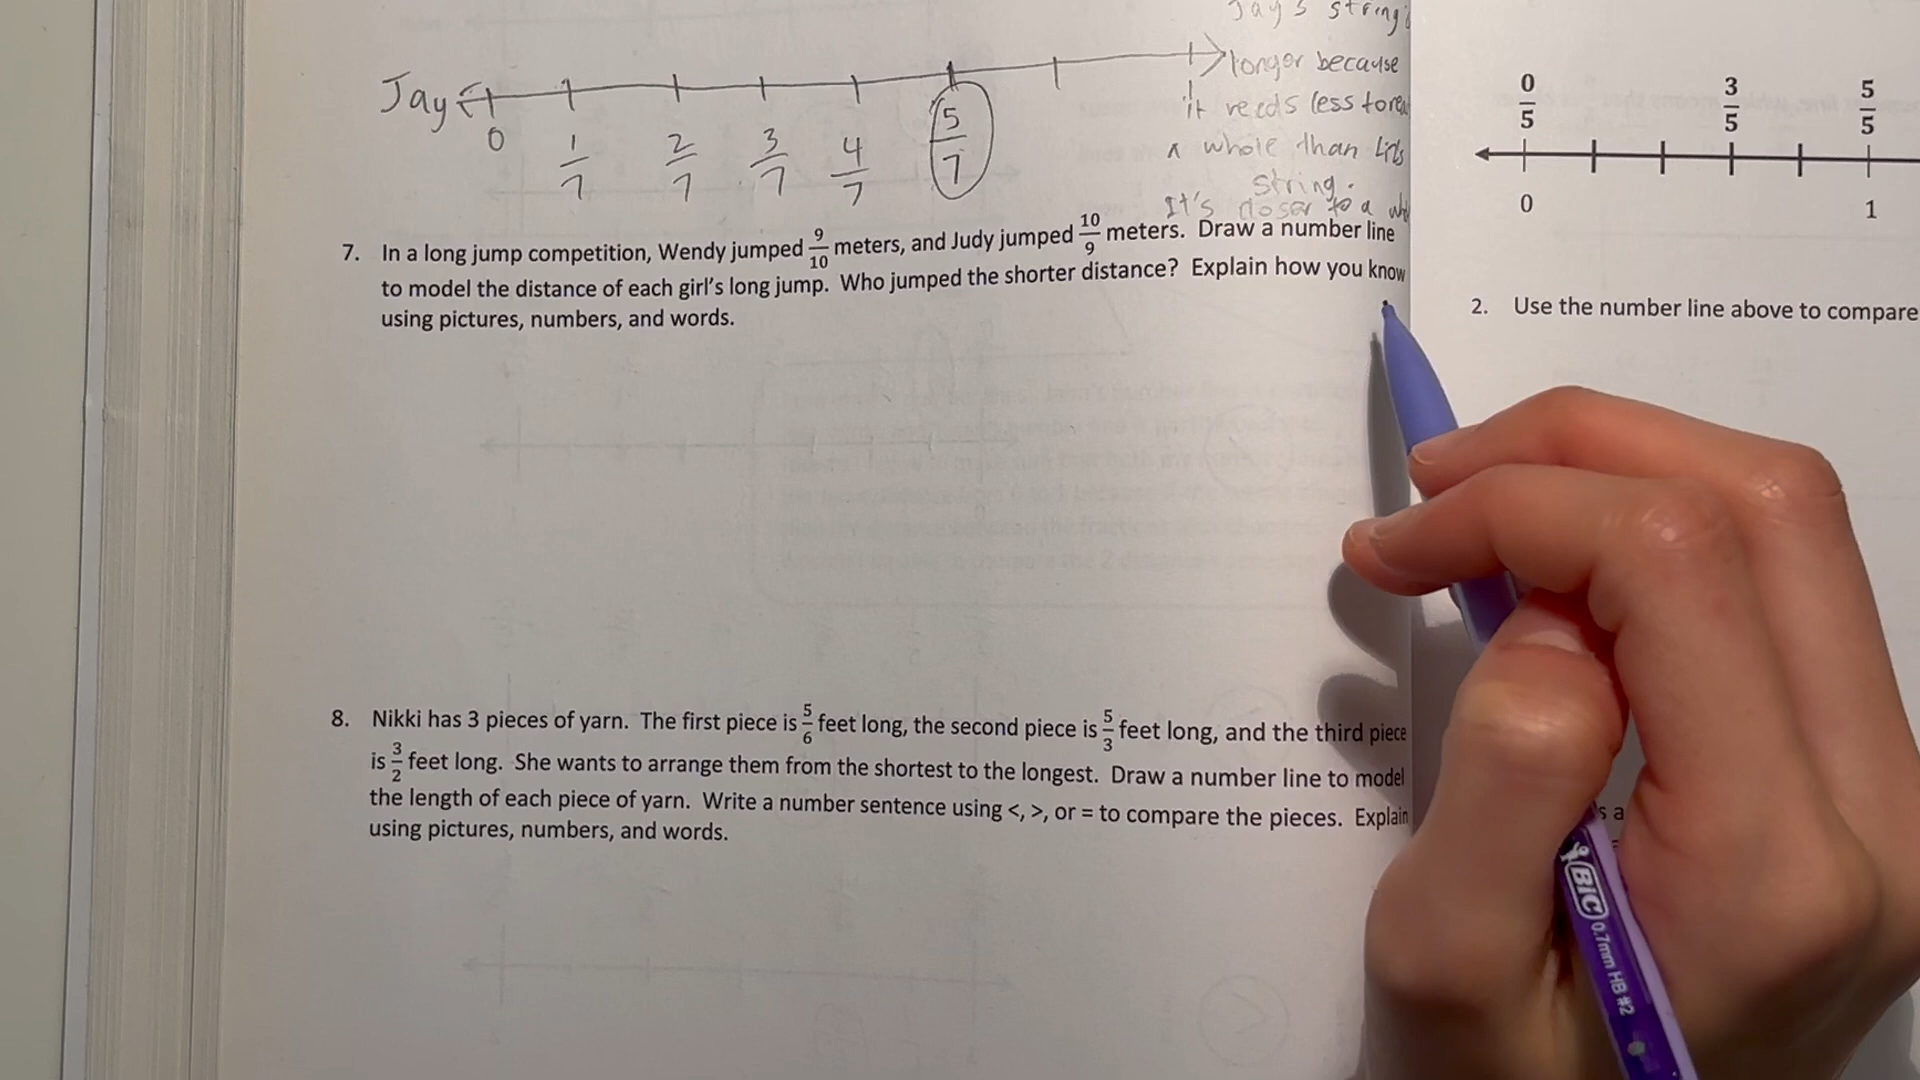 Jay's string
Jay
longer because
it needs less to
a whole than
string.
It's closer to a
0
1/7
2/7
3/7
4/7
5/7
1
7. In a long jump competition, Wendy jumped 9/10 meters, and Judy jumped 10/9 meters. Draw a number line
to model the distance of each girl's long jump. Who jumped the shorter distance? Explain how you know
using pictures, numbers, and words.
8. Nikki has 3 pieces of yarn. The first piece is 5/6 feet long, the second piece is 5/3 feet long, and the third piece
is 3/2 feet long. She wants to arrange them from the shortest to the longest. Draw a number line to model
the length of each piece of yarn. Write a number sentence using <, >, or = to compare the pieces. Explain
using pictures, numbers, and words.
0/5 3/5 5/5
0 1
2. Use the number line above to compare
s a
BIC 0.7mm HB #2